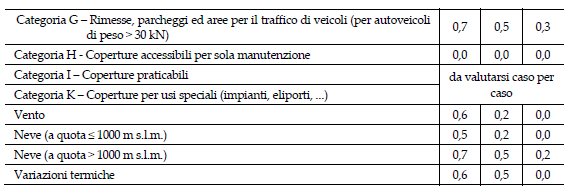 Categoria G – Rimesse, parcheggi ed aree per il traffico di veicoli (per autoveicoli
di peso > 30 kN) 0,7 0,5 0,3
Categoria H - Coperture accessibili per sola manutenzione 0,0 0,0 0,0
Categoria I – Coperture praticabili da valutarsi caso per
Categoria K – Coperture per usi speciali (impianti, eliporti, ...) caso
Vento 0,6 0,2 0,0
Neve (a quota ≤ 1000 m s.l.m.) 0,5 0,2 0,0
Neve (a quota > 1000 m s.l.m.) 0,7 0,5 0,2
Variazioni termiche 0,6 0,5 0,0